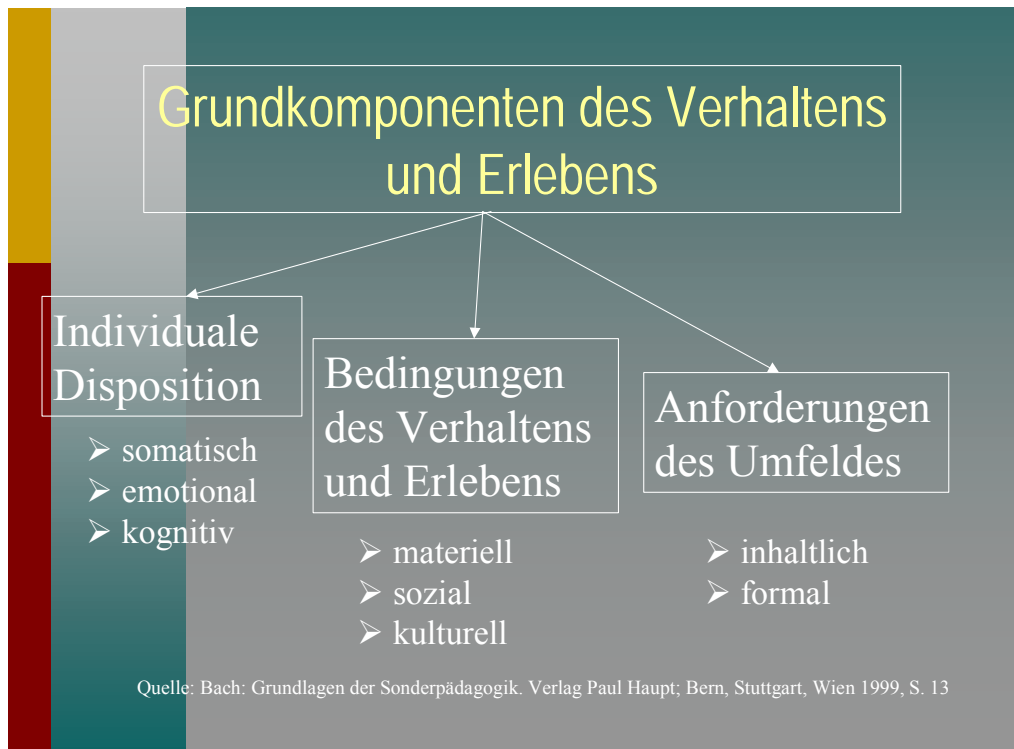 Grundkomponenten des Verhaltens
und Erlebens
Individuale
Disposition
➢ somatisch
➢ emotional
➢ kognitiv
Bedingungen
des Verhaltens
und Erlebens
➢ materiell
➢ sozial
➢ kulturell
Anforderungen
des Umfeldes
➢ inhaltlich
➢ formal
Quelle: Bach: Grundlagen der Sonderpädagogik. Verlag Paul Haupt; Bern, Stuttgart, Wien 1999, S. 13